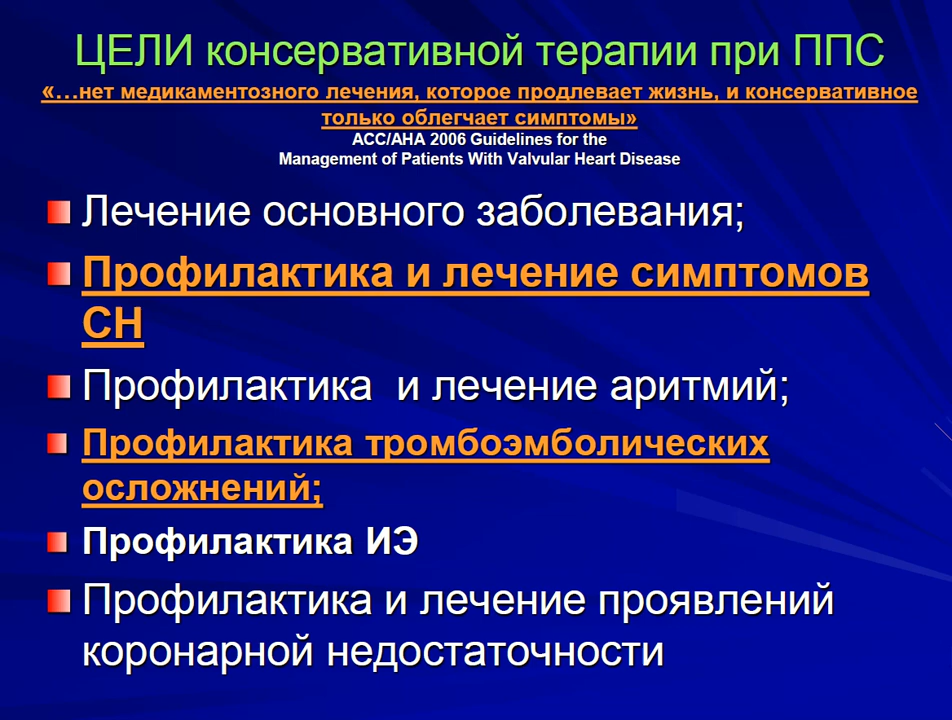 ЦЕЛИ консервативной терапии при ППС
«…нет медикаментозного лечения, которое продлевает жизнь, и консервативное
только облегчает симптомы»
ACC/AHA 2006 Guidelines for the
Management of Patients With Valvular Heart Disease
Лечение основного заболевания;
Профилактика и лечение симптомов
СН
Профилактика и лечение аритмий;
Профилактика тромбоэмболических
осложнений;
Профилактика ИЭ
Профилактика и лечение проявлений
коронарной недостаточности